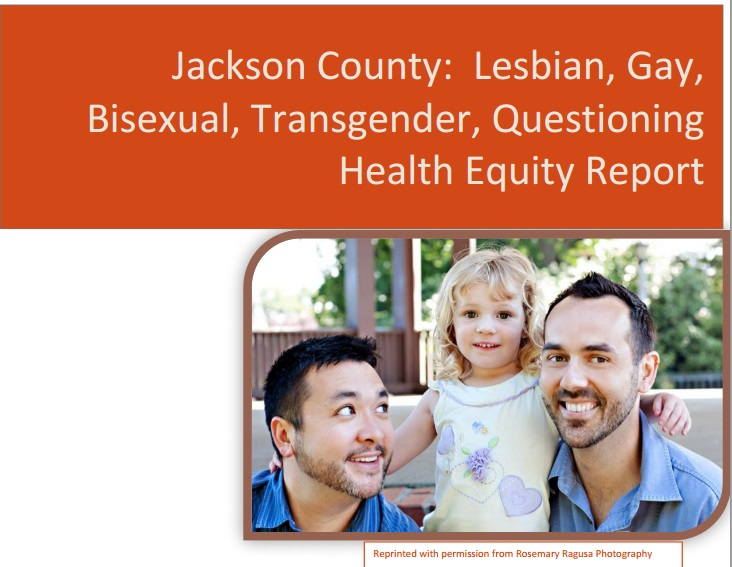 Jackson County:  Lesbian, Gay,
Bisexual, Transgender, Questioning
Health Equity Report
Reprinted with permission from Rosemary Ragusa Photography